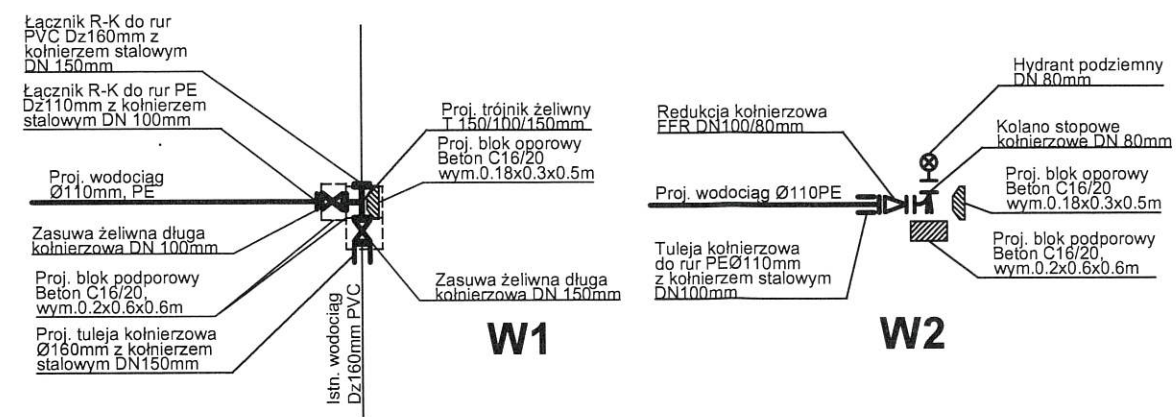 Łącznik R-K do rur
PVC Dz160mm z
kołnierzem stalowym
DN 150mm
Łącznik R-K do rur PE
Dz110mm z kołnierzem
stalowym DN 100mm
Proj. wodociąg
Ø110mm, PE
Zasuwa żeliwna długa
kołnierzowa DN 100mm
Proj. blok podporowy
Beton C16/20,
wym.0.2x0.6x0.6m
Proj. tuleja kołnierzowa
Ø160mm z kołnierzem
stalowym DN150mm
Istn. wodociąg
Dz160mm PVC
Proj. trójnik żeliwny
T 150/100/150mm
Proj. blok oporowy
Beton C16/20
wym.0.18x0.3x0.5m
Zasuwa żeliwna długa
kołnierzowa DN 150mm
W1
Redukcja kołnierzowa
FFR DN100/80mm
Proj. wodociąg Ø110PE
Tuleja kołnierzowa
do rur PEØ110mm
z kołnierzem stalowym
DN100mm
Hydrant podziemny
DN 80mm
Kolano stopowe
kołnierzowe DN 80mm
Proj. blok oporowy
Beton C16/20
wym.0.18x0.3x0.5m
Proj. blok podporowy
Beton C16/20,
wym.0.2x0.6x0.6m
W2